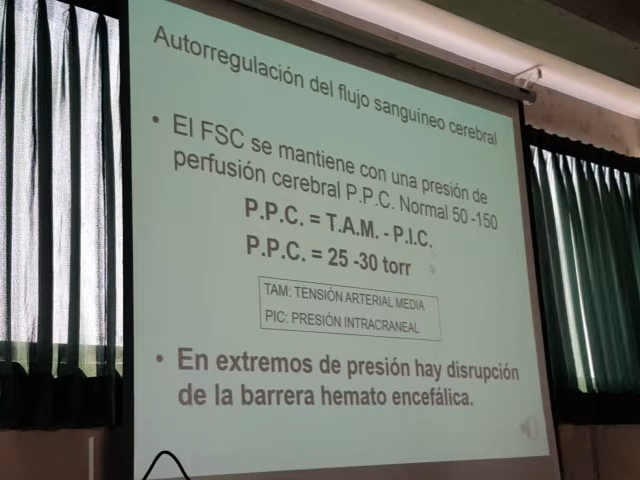 Autorregulación del flujo sanguíneo cerebral
• El FSC se mantiene con una presión de
perfusión cerebral P.P.C. Normal 50 -150
P.P.C. = T.A.M. - P.I.C.
P.P.C. = 25 -30 torr
TAM: TENSIÓN ARTERIAL MEDIA
PIC: PRESIÓN INTRACRANEAL
• En extremos de presión hay disrupción
de la barrera hemato encefálica.